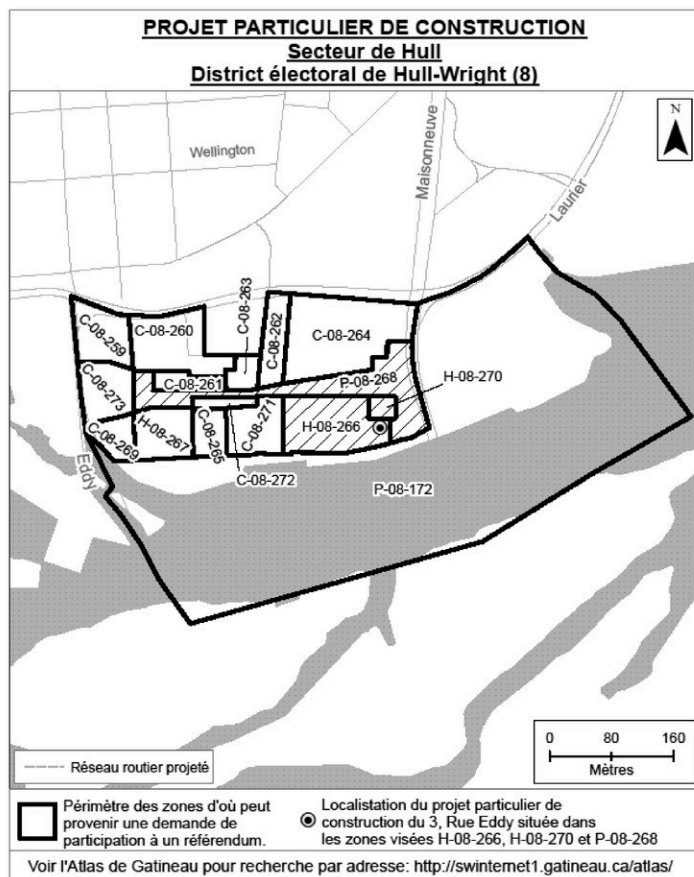 PROJET PARTICULIER DE CONSTRUCTION
Secteur de Hull
District électoral de Hull-Wright (8)
N
Wellington
Maisonneuve
Laurier
C-08-259
C-08-260
C-08-263
C-08-262
C-08-264
C-08-273
C-08-261
P-08-268
H-08-270
C-08-269
H-08-267
C-08-265
C-08-271
H-08-266
C-08-272
Eddy
P-08-172
Réseau routier projeté
0 80 160
Mètres
Périmètre des zones d'où peut
provenir une demande de
participation à un référendum.
Localistation du projet particulier de
construction du 3, Rue Eddy située dans
les zones visées H-08-266, H-08-270 et P-08-268
Voir l'Atlas de Gatineau pour recherche par adresse: http://swinternet1.gatineau.ca/atlas/